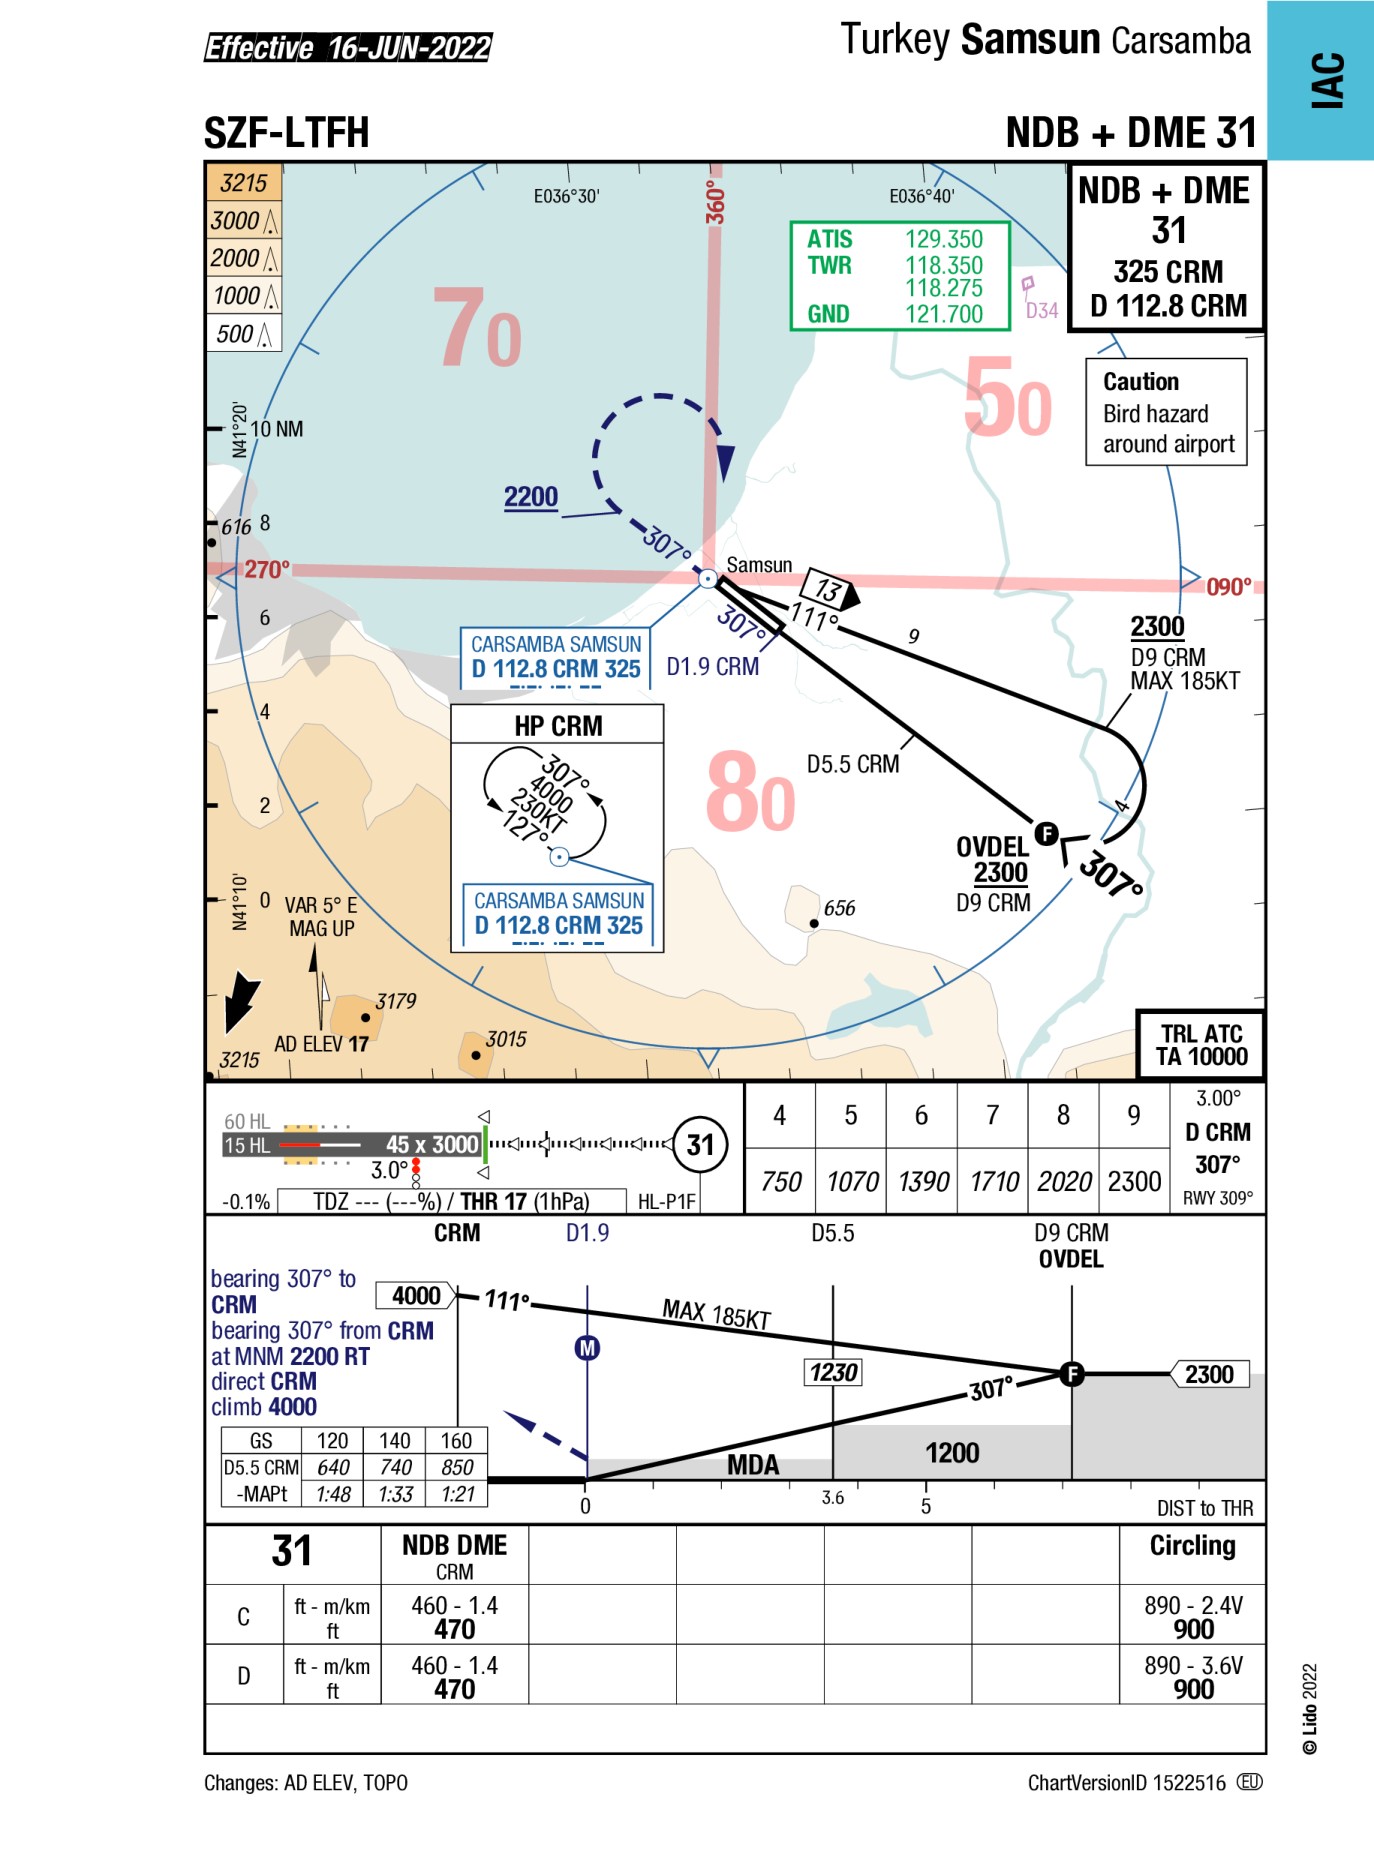 Effective 16-JUN-2022
Turkey Samsun Carsamba
IAC
SZF-LTFH
NDB + DME 31
3215
3000
2000
1000
500
E036°30'
360°
E036°40'
NDB + DME
31
325 CRM
D 112.8 CRM
ATIS 129.350
TWR 118.350
118.275
GND 121.700
D34
70
50
Caution
Bird hazard
around airport
N41°20'
10 NM
2200
307°
616
8
270°
Samsun
13
090°
111°
9
6
307°
2300
D9 CRM
MAX 185KT
CARSAMBA SAMSUN
D 112.8 CRM 325
D1.9 CRM
4
HP CRM
307°
4000
230KT
127°
80
D5.5 CRM
2
4
OVDEL
2300
D9 CRM
F
307°
CARSAMBA SAMSUN
D 112.8 CRM 325
N41°10'
0
VAR 5° E
MAG UP
656
3179
AD ELEV 17
3015
3215
TRL ATC
TA 10000
60 HL
15 HL
45 x 3000
31
3.0°
-0.1%
TDZ --- (---%) / THR 17 (1hPa)
HL-P1F
4 5 6 7 8 9
750 1070 1390 1710 2020 2300
3.00°
D CRM
307°
RWY 309°
CRM D1.9 D5.5 D9 CRM
OVDEL
bearing 307° to
CRM
bearing 307° from CRM
at MNM 2200 RT
direct CRM
climb 4000
4000
111°
MAX 185KT
M
1230
F
2300
307°
1200
MDA
GS 120 140 160
D5.5 CRM 640 740 850
-MAPt 1:48 1:33 1:21
0 3.6 5 DIST to THR
31 NDB DME Circling
CRM
C ft - m/km 460 - 1.4 890 - 2.4V
ft 470 900
D ft - m/km 460 - 1.4 890 - 3.6V
ft 470 900
© Lido 2022
Changes: AD ELEV, TOPO
ChartVersionID 1522516 EU